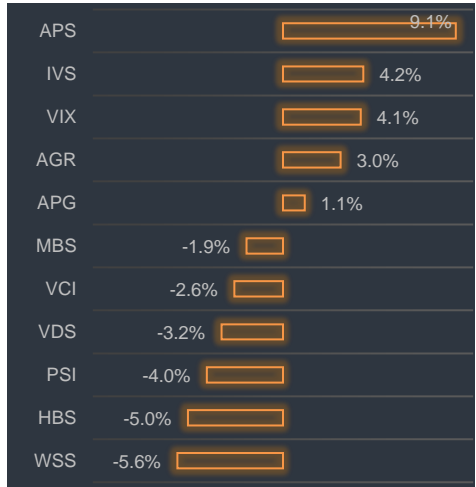 APS 9.1%
IVS 4.2%
VIX 4.1%
AGR 3.0%
APG 1.1%
MBS -1.9%
VCI -2.6%
VDS -3.2%
PSI -4.0%
HBS -5.0%
WSS -5.6%